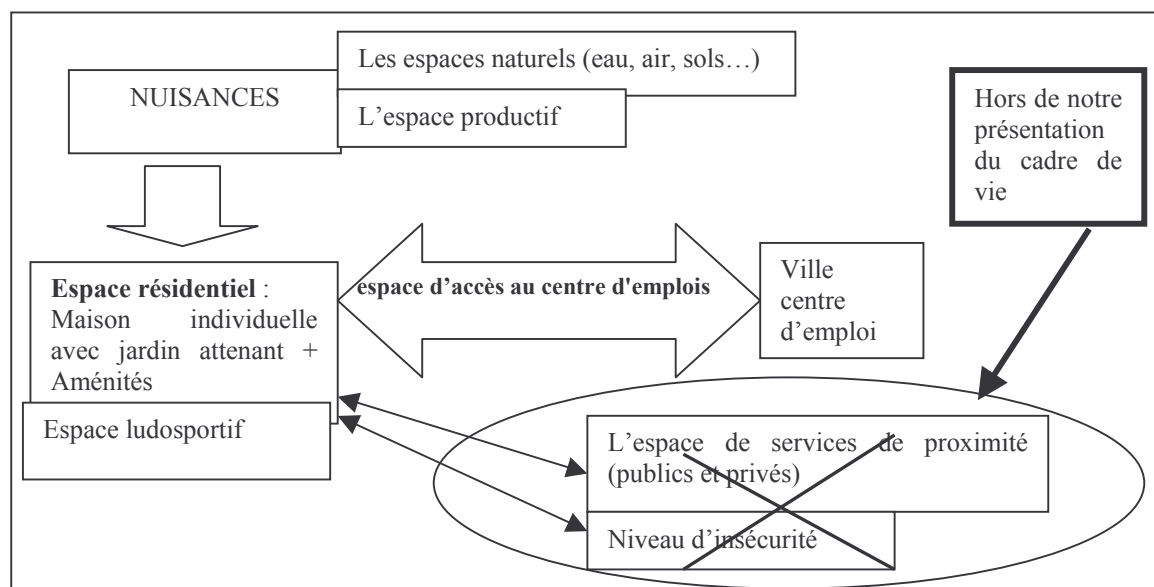 Les espaces naturels (eau, air, sols…)
NUISANCES
L’espace productif
Hors de notre
présentation
du cadre de
vie
Espace résidentiel :
Maison individuelle
avec jardin attenant +
Aménités
Espace ludosportif
espace d’accès au centre d'emplois
Ville
centre
d’emploi
L’espace de services de proximité
(publics et privés)
Niveau d’insécurité